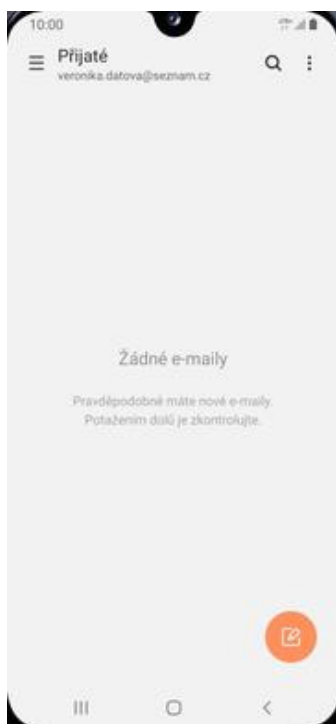 10:00
Přijaté
veronika.datova@seznam.cz
Žádné e-maily
Pravděpodobně máte nové e-maily.
Potažením dolů je zkontrolujte.